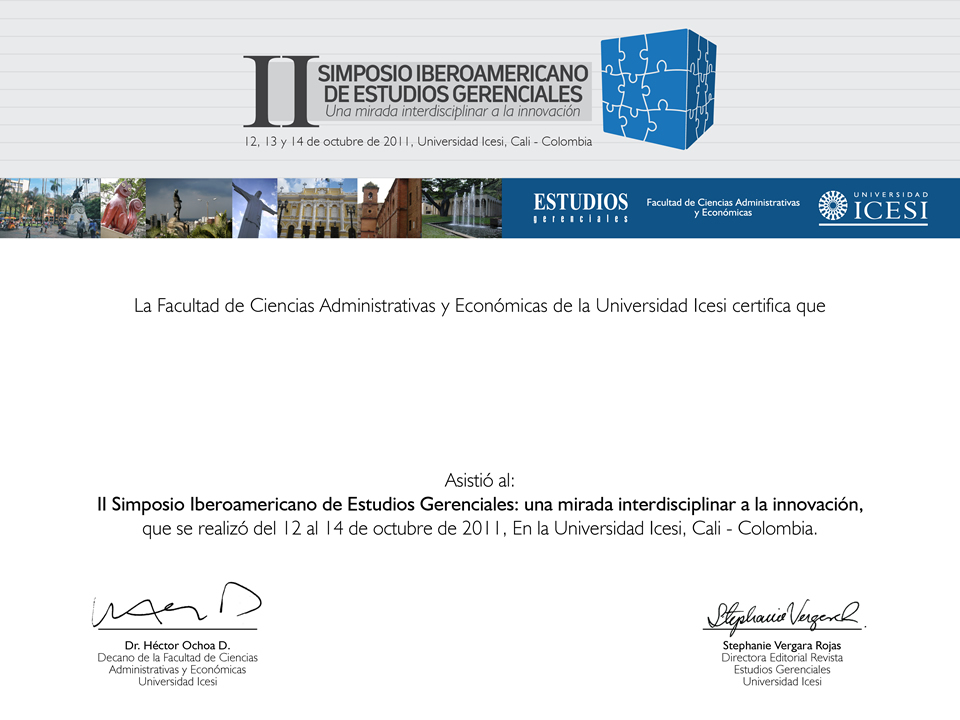 II SIMPOSIO IBEROAMERICANO
DE ESTUDIOS GERENCIALES
Una mirada interdisciplinar a la innovación
12, 13 y 14 de octubre de 2011, Universidad Icesi, Cali - Colombia
ESTUDIOS
gerenciales
Facultad de Ciencias Administrativas
y Económicas
UNIVERSIDAD
ICESI
La Facultad de Ciencias Administrativas y Económicas de la Universidad Icesi certifica que
Asistió al:
II Simposio Iberoamericano de Estudios Gerenciales: una mirada interdisciplinar a la innovación,
que se realizó del 12 al 14 de octubre de 2011, En la Universidad Icesi, Cali - Colombia.
Stephanie Vergara R.
Dr. Héctor Ochoa D.
Decano de la Facultad de Ciencias
Administrativas y Económicas
Universidad Icesi
Stephanie Vergara Rojas
Directora Editorial Revista
Estudios Gerenciales
Universidad Icesi